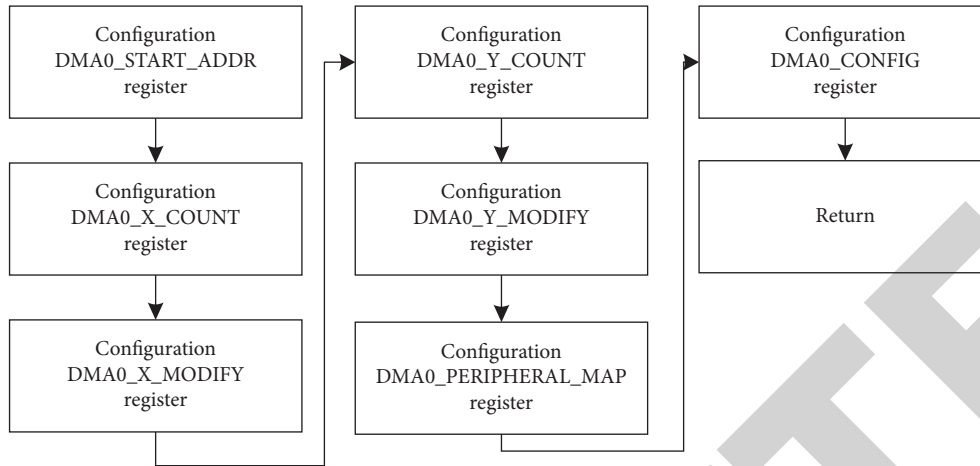 Configuration
DMA0_START_ADDR
register
Configuration
DMA0_X_COUNT
register
Configuration
DMA0_X_MODIFY
register
Configuration
DMA0_Y_COUNT
register
Configuration
DMA0_Y_MODIFY
register
Configuration
DMA0_PERIPHERAL_MAP
register
Configuration
DMA0_CONFIG
register
Return